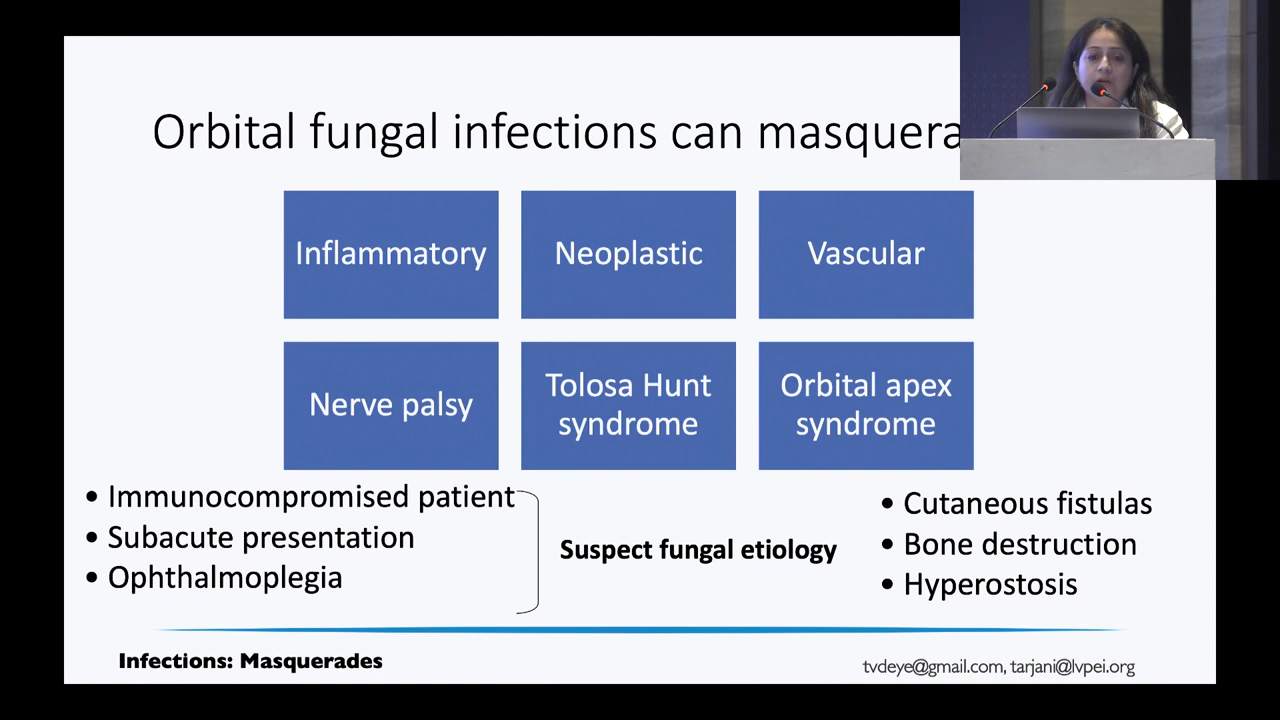 Orbital fungal infections can masquera
Inflammatory
Neoplastic
Vascular
Nerve palsy
Tolosa Hunt
syndrome
Orbital apex
syndrome
• Immunocompromised patient
• Subacute presentation
• Ophthalmoplegia
Suspect fungal etiology
• Cutaneous fistulas
• Bone destruction
• Hyperostosis
Infections: Masquerades
tvdeye@gmail.com, tarjani@lvpei.org